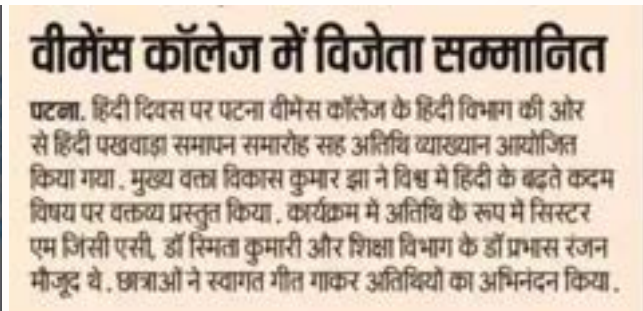 वीमेंस कॉलेज में विजेता सम्मानित
पटना. हिंदी दिवस पर पटना वीमेंस कॉलेज के हिंदी विभाग की ओर
से हिंदी पखवाड़ा समापन समारोह सह अतिथि व्याख्यान आयोजित
किया गया . मुख्य वक्ता विकास कुमार झा ने विश्व में हिंदी के बढ़ते कदम
विषय पर वक्तव्य प्रस्तुत किया . कार्यक्रम में अतिथि के रूप में सिस्टर
एम जिंसी एसी, डॉ स्मिता कुमारी और शिक्षा विभाग के डॉ प्रभास रंजन
मौजूद थे . छात्राओं ने स्वागत गीत गाकर अतिथियों का अभिनंदन किया .